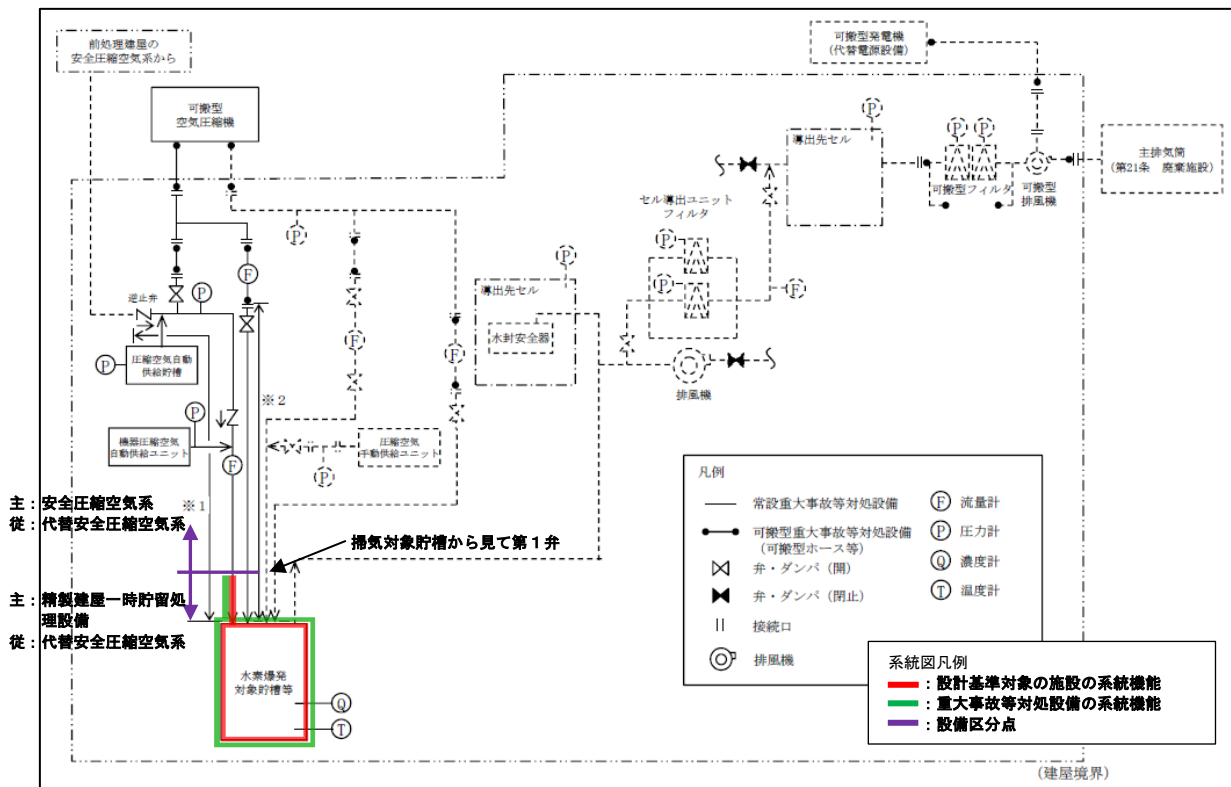 前処理建屋の
安全圧縮空気系から
可搬型
空気圧縮機
可搬型発電機
(代替電源設備)
主排気筒
(第21条　廃棄施設)
P
導出先セル
P
P
可搬型フィルタ
可搬型
排風機
セル導出ユニット
フィルタ
P
P
F
P
導出先セル
水封安全器
排風機
P
F
F
F
逆止弁
P
圧縮空気自動
供給貯槽
P
※2
P
機器圧縮空気
自動供給ユニット
F
圧縮空気
手動供給ユニット
P
※1
主：安全圧縮空気系
従：代替安全圧縮空気系
掃気対象貯槽から見て第１弁
主：精製建屋一時貯留処
理設備
従：代替安全圧縮空気系
水素爆発
対象貯槽等
Q
T
凡例
常設重大事故等対処設備
可搬型重大事故等対処設備
(可搬型ホース等)
弁・ダンパ（開）
弁・ダンパ（閉止）
接続口
排風機
F 流量計
P 圧力計
Q 濃度計
T 温度計
系統図凡例
：設計基準対象の施設の系統機能
：重大事故等対処設備の系統機能
：設備区分点
(建屋境界)